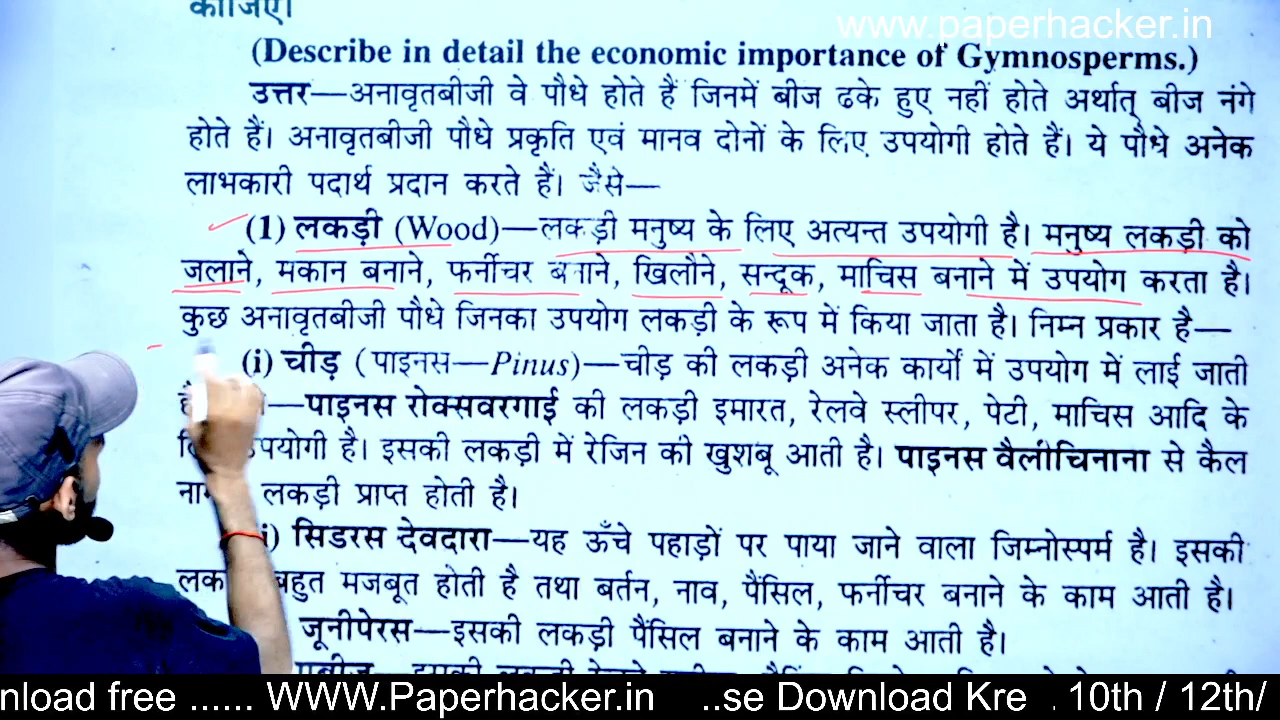 कीजिए।
www.paperhacker.in
(Describe in detail the economic importance of Gymnosperms.)
उत्तर—अनावृतबीजी वे पौधे होते हैं जिनमें बीज ढके हुए नहीं होते अर्थात् बीज नंगे
होते हैं। अनावृतबीजी पौधे प्रकृति एवं मानव दोनों के लिए उपयोगी होते हैं। ये पौधे अनेक
लाभकारी पदार्थ प्रदान करते हैं। जैसे—
(1) लकड़ी (Wood)—लकड़ी मनुष्य के लिए अत्यन्त उपयोगी है। मनुष्य लकड़ी को
जलाने, मकान बनाने, फर्नीचर बनाने, खिलौने, सन्दूक, माचिस बनाने में उपयोग करता है।
कुछ अनावृतबीजी पौधे जिनका उपयोग लकड़ी के रूप में किया जाता है। निम्न प्रकार है—
(i) चीड़ (पाइनस—Pinus)—चीड़ की लकड़ी अनेक कार्यों में उपयोग में लाई जाती
—पाइनस रोक्सवरगाई की लकड़ी इमारत, रेलवे स्लीपर, पेटी, माचिस आदि के
उपयोगी है। इसकी लकड़ी में रेजिन की खुशबू आती है। पाइनस वैलीचिनाना से कैल
लकड़ी प्राप्त होती है।
सिडरस देवदारा—यह ऊँचे पहाड़ों पर पाया जाने वाला जिम्नोस्पर्म है। इसकी
बहुत मजबूत होती है तथा बर्तन, नाव, पैंसिल, फर्नीचर बनाने के काम आती है।
जूनीपेरस—इसकी लकड़ी पैंसिल बनाने के काम आती है।
nload free ...... WWW.Paperhacker.in ..se Download Kre . 10th / 12th/